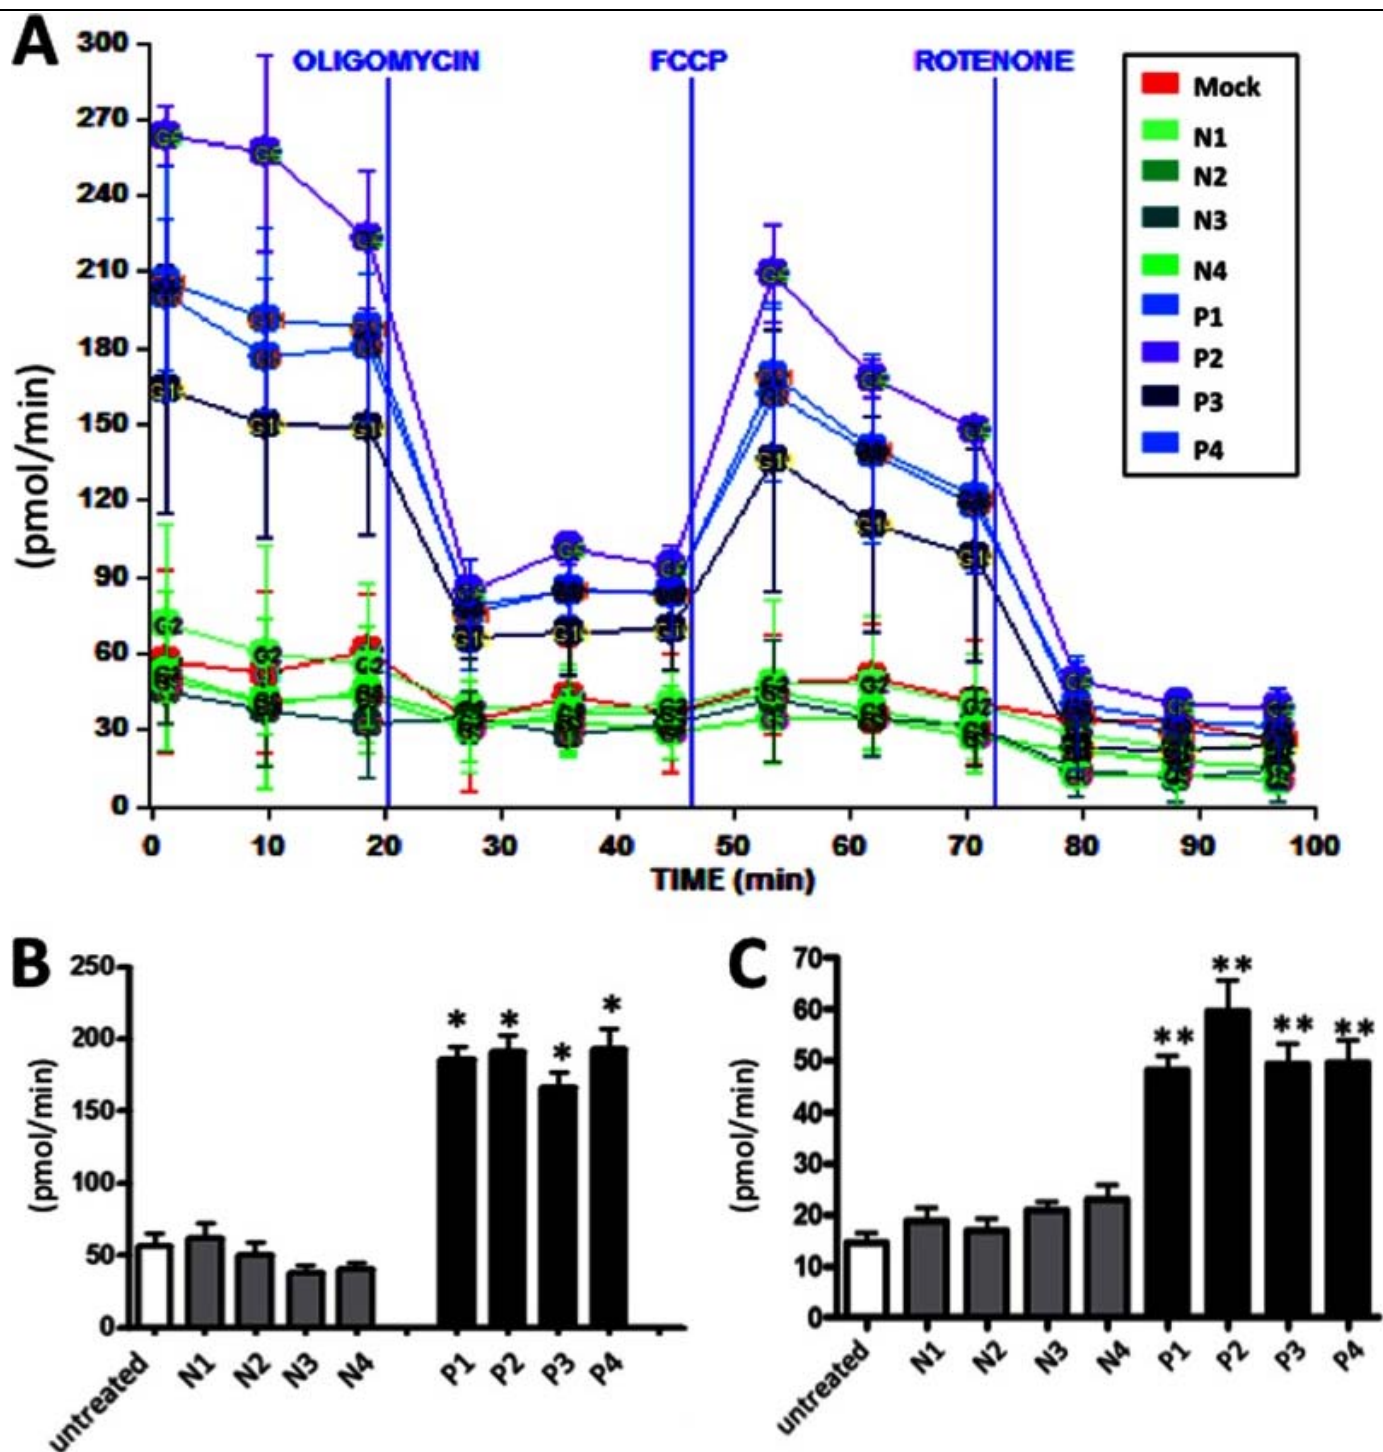 A
300
270
240
210
180
150
120
90
60
30
0
(pmol/min)
OLIGOMYCIN
FCCP
ROTENONE
Mock
N1
N2
N3
N4
P1
P2
P3
P4
0 10 20 30 40 50 60 70 80 90 100
TIME (min)
B
250
200
150
100
50
0
(pmol/min)
* * * *
untreated N1 N2 N3 N4 P1 P2 P3 P4
C
70
60
50
40
30
20
10
0
(pmol/min)
** ** ** **
untreated N1 N2 N3 N4 P1 P2 P3 P4